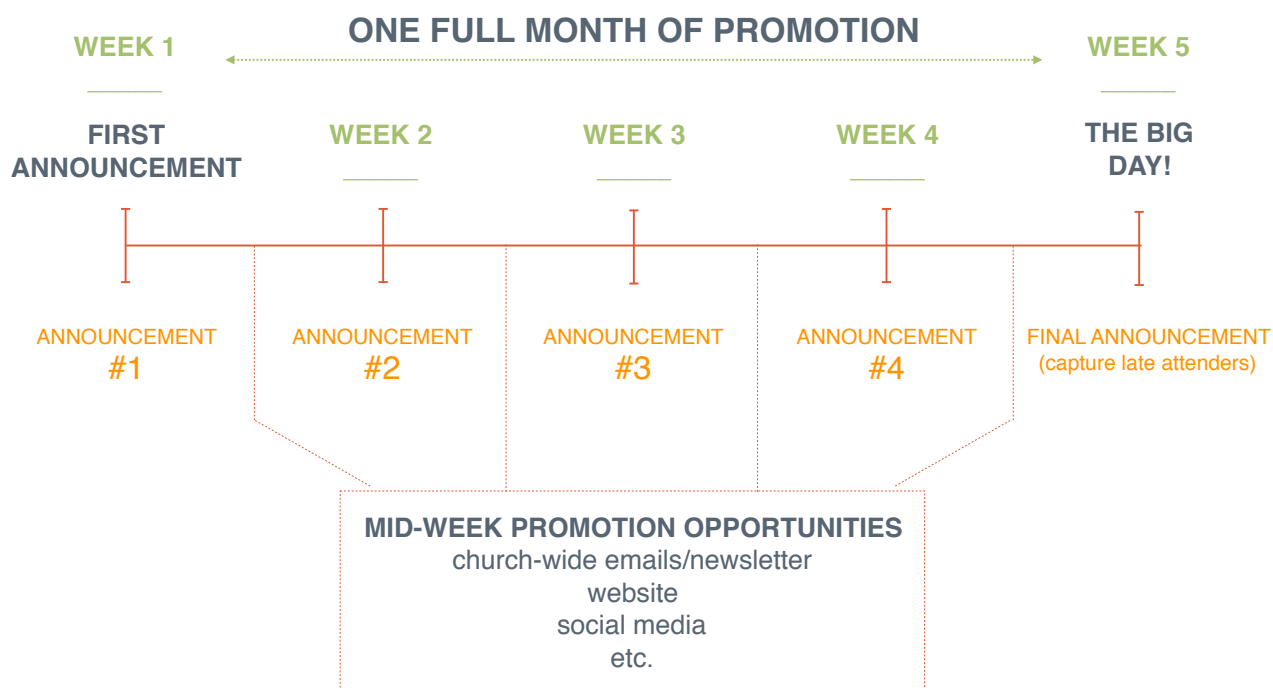 ONE FULL MONTH OF PROMOTION
WEEK 1
WEEK 5
FIRST
ANNOUNCEMENT
WEEK 2
WEEK 3
WEEK 4
THE BIG
DAY!
ANNOUNCEMENT
#1
ANNOUNCEMENT
#2
ANNOUNCEMENT
#3
ANNOUNCEMENT
#4
FINAL ANNOUNCEMENT
(capture late attenders)
MID-WEEK PROMOTION OPPORTUNITIES
church-wide emails/newsletter
website
social media
etc.